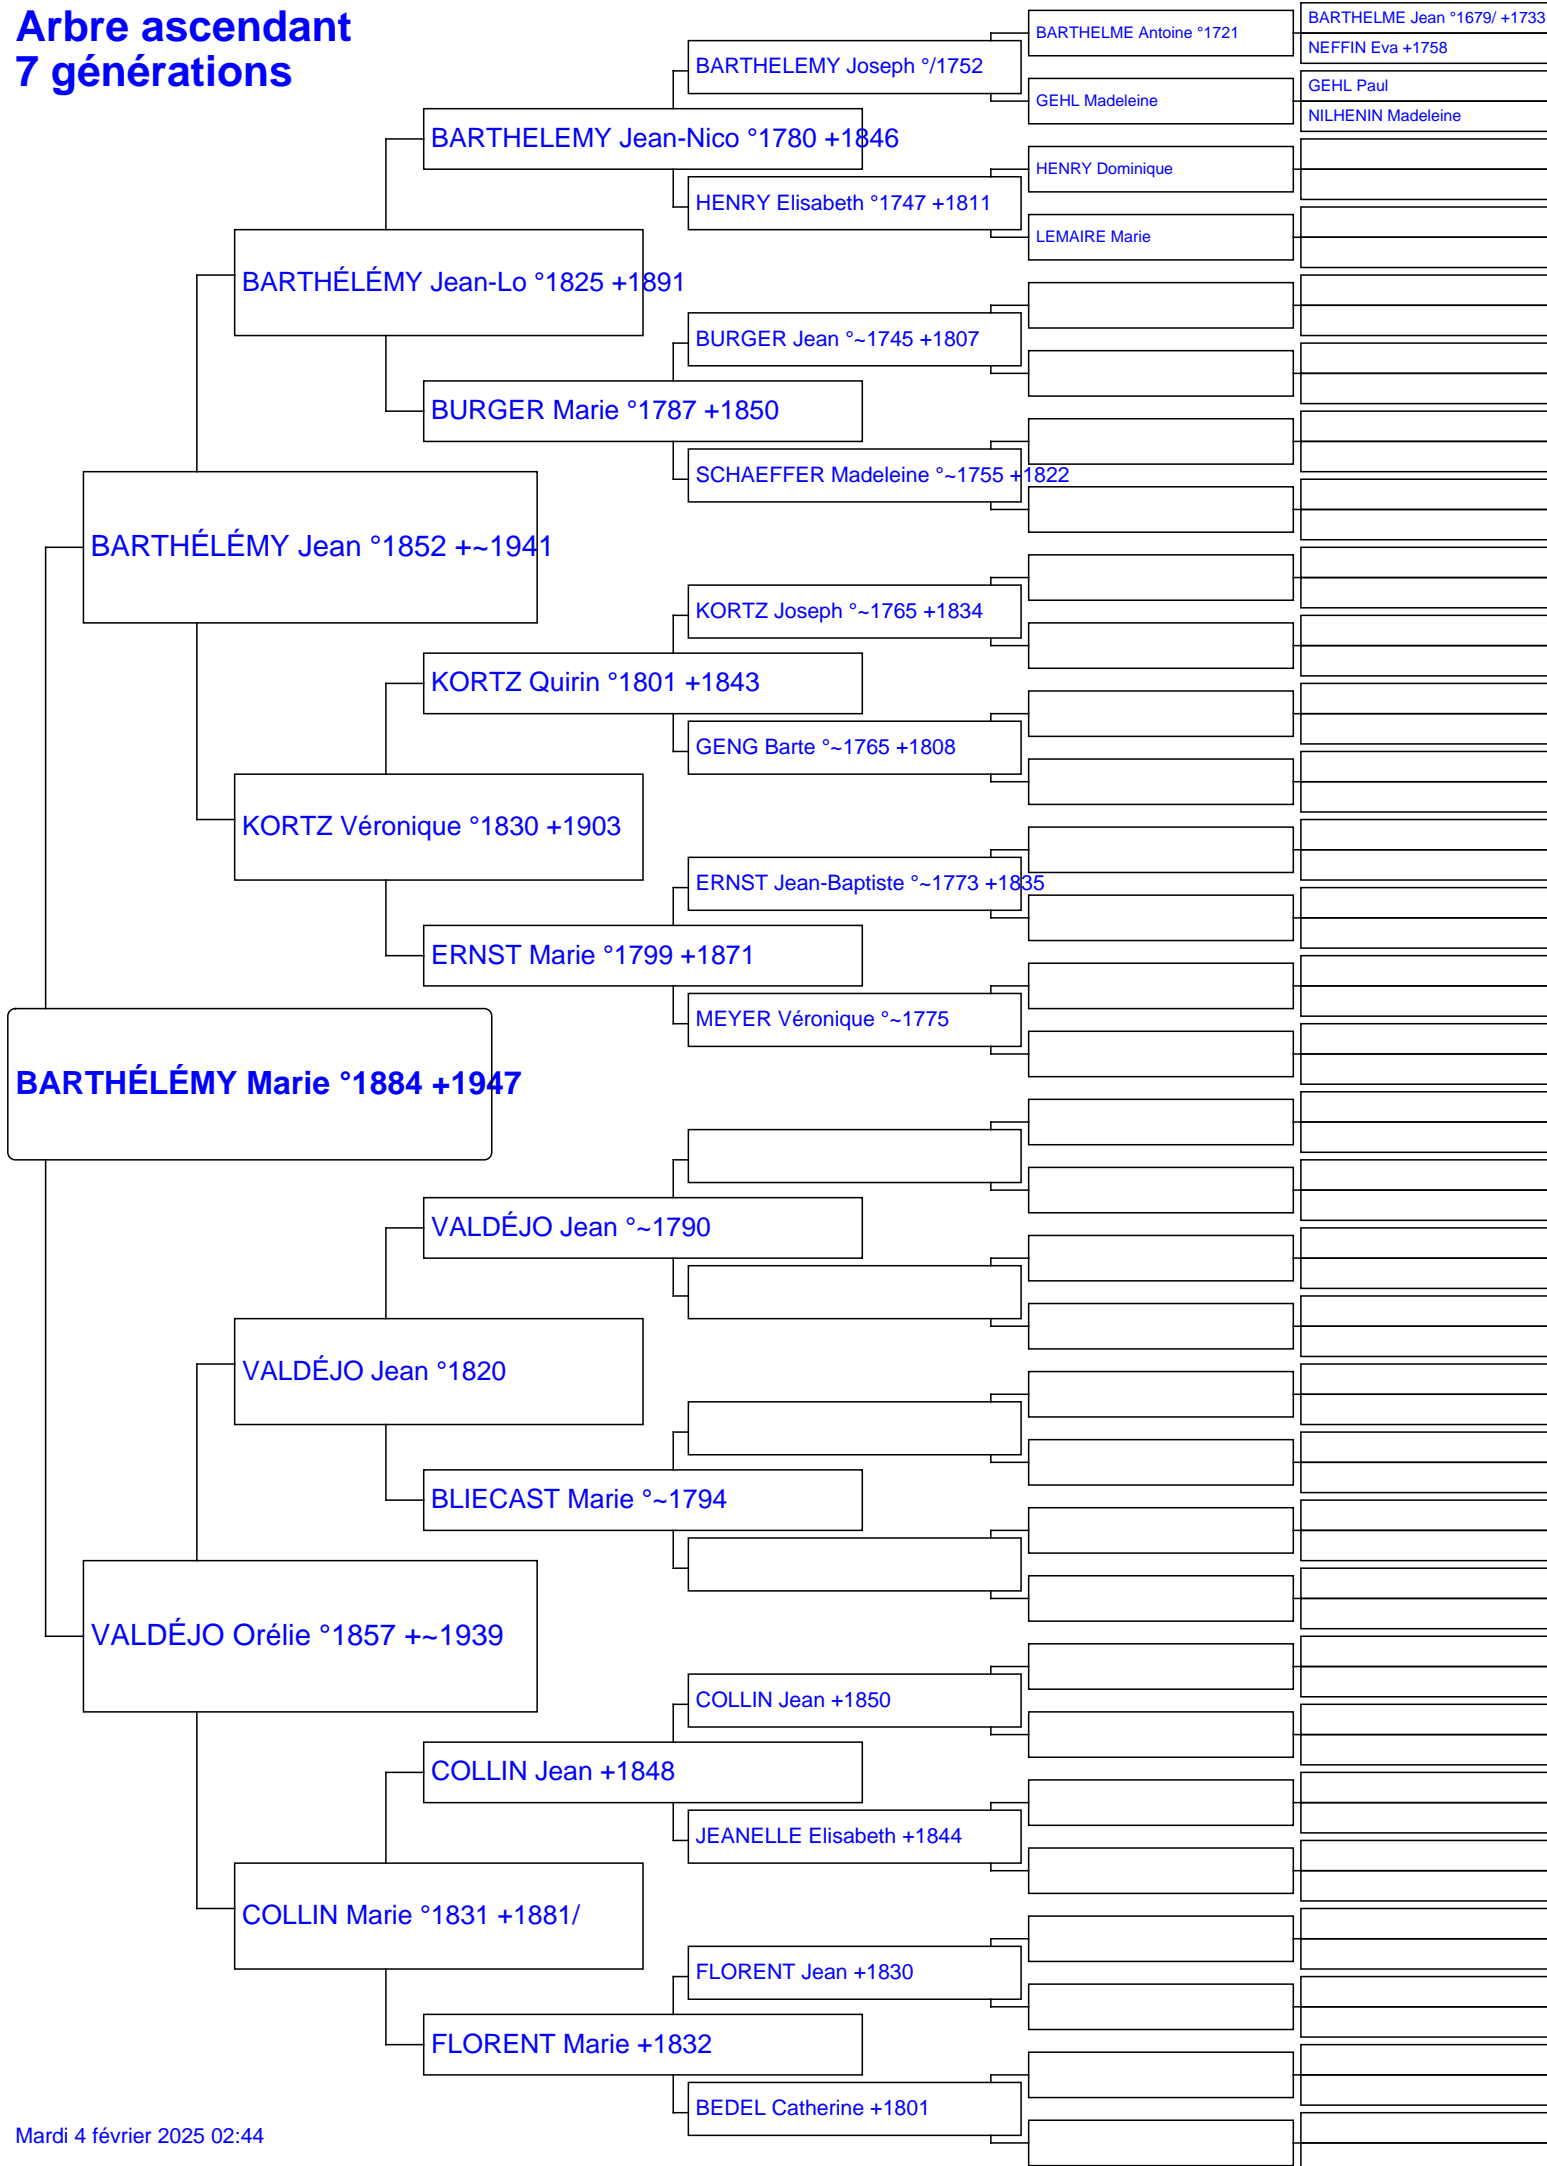 Arbre ascendant
7 générations
BARTHELME Jean °1679/ +1733
NEFFIN Eva +1758
BARTHELME Antoine °1721
BARTHELEMY Joseph °/1752
GEHL Paul
GEHL Madeleine
NILHENIN Madeleine
BARTHELEMY Jean-Nico °1780 +1846
HENRY Dominique
HENRY Elisabeth °1747 +1811
LEMAIRE Marie
BARTHÉLÉMY Jean-Lo °1825 +1891
BURGER Jean °~1745 +1807
BURGER Marie °1787 +1850
SCHAEFFER Madeleine °~1755 +1822
BARTHÉLÉMY Jean °1852 +~1941
KORTZ Joseph °~1765 +1834
KORTZ Quirin °1801 +1843
GENG Barte °~1765 +1808
KORTZ Véronique °1830 +1903
ERNST Jean-Baptiste °~1773 +1835
ERNST Marie °1799 +1871
MEYER Véronique °~1775
BARTHÉLÉMY Marie °1884 +1947
VALDÉJO Jean °~1790
VALDÉJO Jean °1820
BLIECAST Marie °~1794
VALDÉJO Orélie °1857 +~1939
COLLIN Jean +1850
COLLIN Jean +1848
JEANELLE Elisabeth +1844
COLLIN Marie °1831 +1881/
FLORENT Jean +1830
FLORENT Marie +1832
BEDEL Catherine +1801
Mardi 4 février 2025 02:44